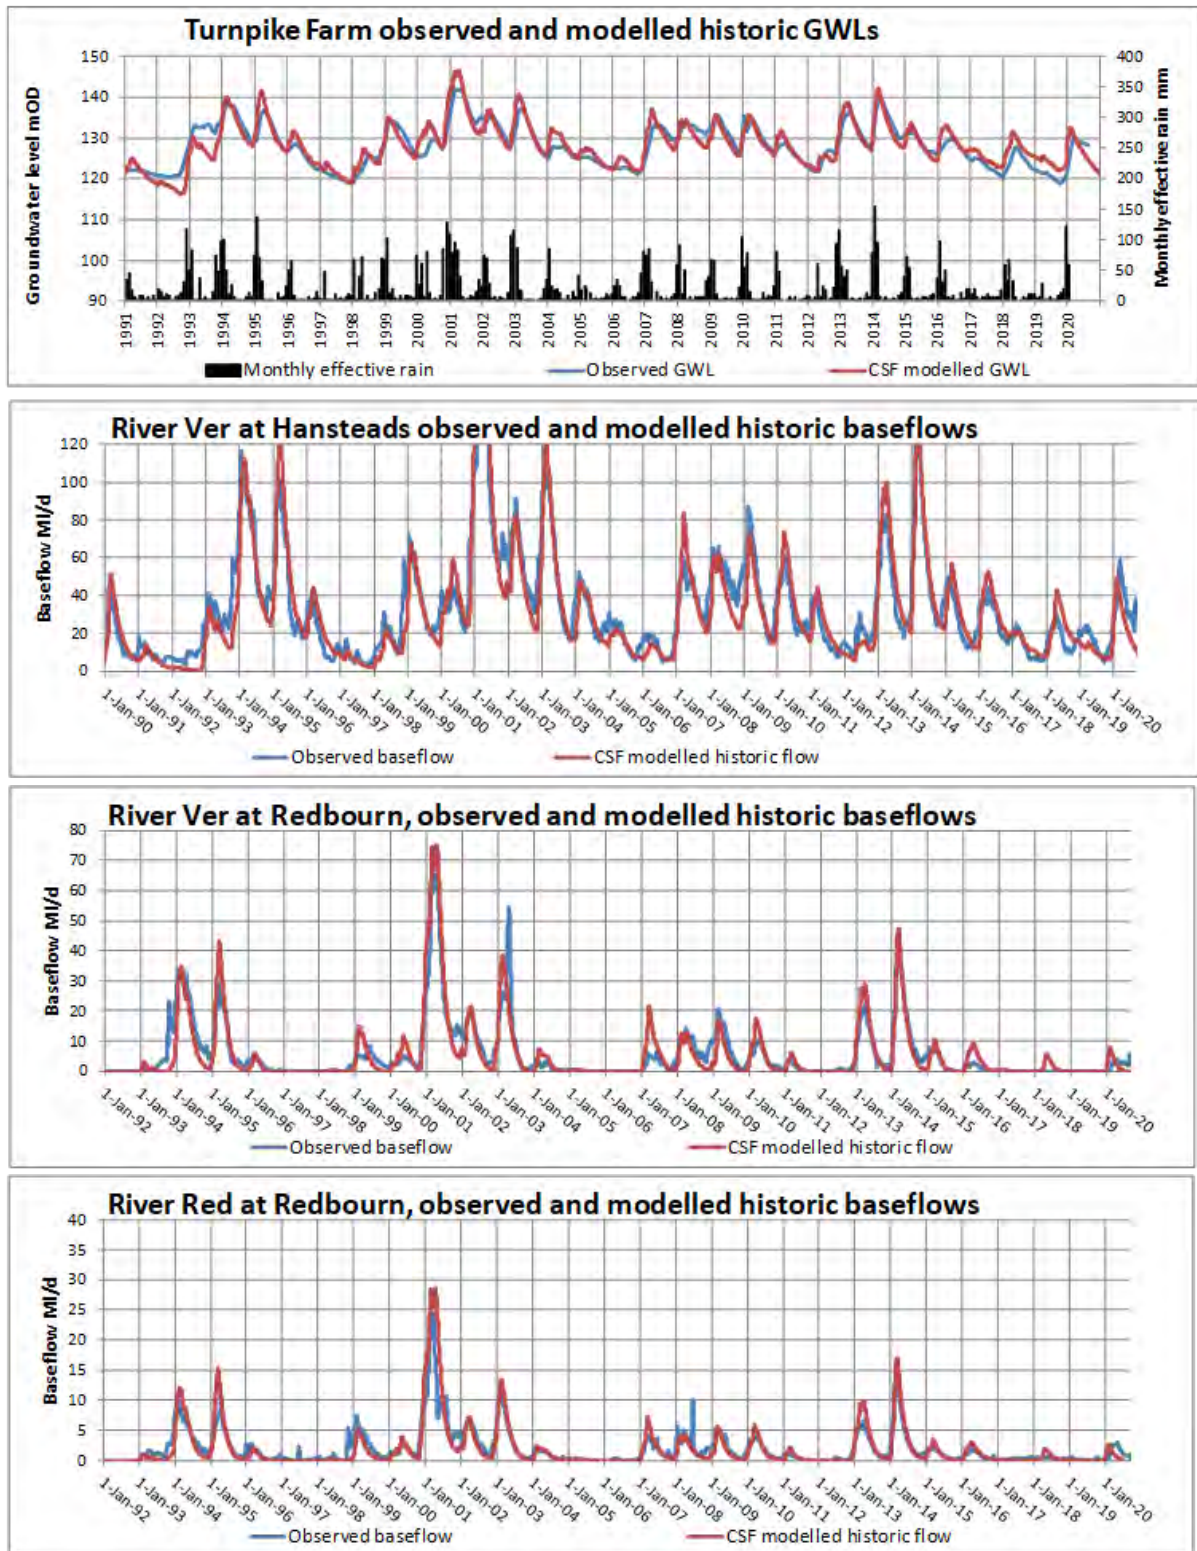 Turnpike Farm observed and modelled historic GWLs
150
140
130
120
110
100
90
Groundwater level mOD
400
350
300
250
200
150
100
50
0
Monthly effective rain mm
1991 1992 1993 1994 1995 1996 1997 1998 1999 2000 2001 2002 2003 2004 2005 2006 2007 2008 2009 2010 2011 2012 2013 2014 2015 2016 2017 2018 2019 2020
Monthly effective rain Observed GWL CSF modelled GWL
River Ver at Hansteads observed and modelled historic baseflows
120
100
80
60
40
20
0
Baseflow Ml/d
1-Jan-90 1-Jan-91 1-Jan-92 1-Jan-93 1-Jan-94 1-Jan-95 1-Jan-96 1-Jan-97 1-Jan-98 1-Jan-99 1-Jan-00 1-Jan-01 1-Jan-02 1-Jan-03 1-Jan-04 1-Jan-05 1-Jan-06 1-Jan-07 1-Jan-08 1-Jan-09 1-Jan-10 1-Jan-11 1-Jan-12 1-Jan-13 1-Jan-14 1-Jan-15 1-Jan-16 1-Jan-17 1-Jan-18 1-Jan-19 1-Jan-20
Observed baseflow CSF modelled historic flow
River Ver at Redbourn, observed and modelled historic baseflows
80
70
60
50
40
30
20
10
0
Baseflow Ml/d
1-Jan-92 1-Jan-93 1-Jan-94 1-Jan-95 1-Jan-96 1-Jan-97 1-Jan-98 1-Jan-99 1-Jan-00 1-Jan-01 1-Jan-02 1-Jan-03 1-Jan-04 1-Jan-05 1-Jan-06 1-Jan-07 1-Jan-08 1-Jan-09 1-Jan-10 1-Jan-11 1-Jan-12 1-Jan-13 1-Jan-14 1-Jan-15 1-Jan-16 1-Jan-17 1-Jan-18 1-Jan-19 1-Jan-20
Observed baseflow CSF modelled historic flow
River Red at Redbourn, observed and modelled historic baseflows
40
35
30
25
20
15
10
5
0
Baseflow Ml/d
1-Jan-92 1-Jan-93 1-Jan-94 1-Jan-95 1-Jan-96 1-Jan-97 1-Jan-98 1-Jan-99 1-Jan-00 1-Jan-01 1-Jan-02 1-Jan-03 1-Jan-04 1-Jan-05 1-Jan-06 1-Jan-07 1-Jan-08 1-Jan-09 1-Jan-10 1-Jan-11 1-Jan-12 1-Jan-13 1-Jan-14 1-Jan-15 1-Jan-16 1-Jan-17 1-Jan-18 1-Jan-19 1-Jan-20
Observed baseflow CSF modelled historic flow